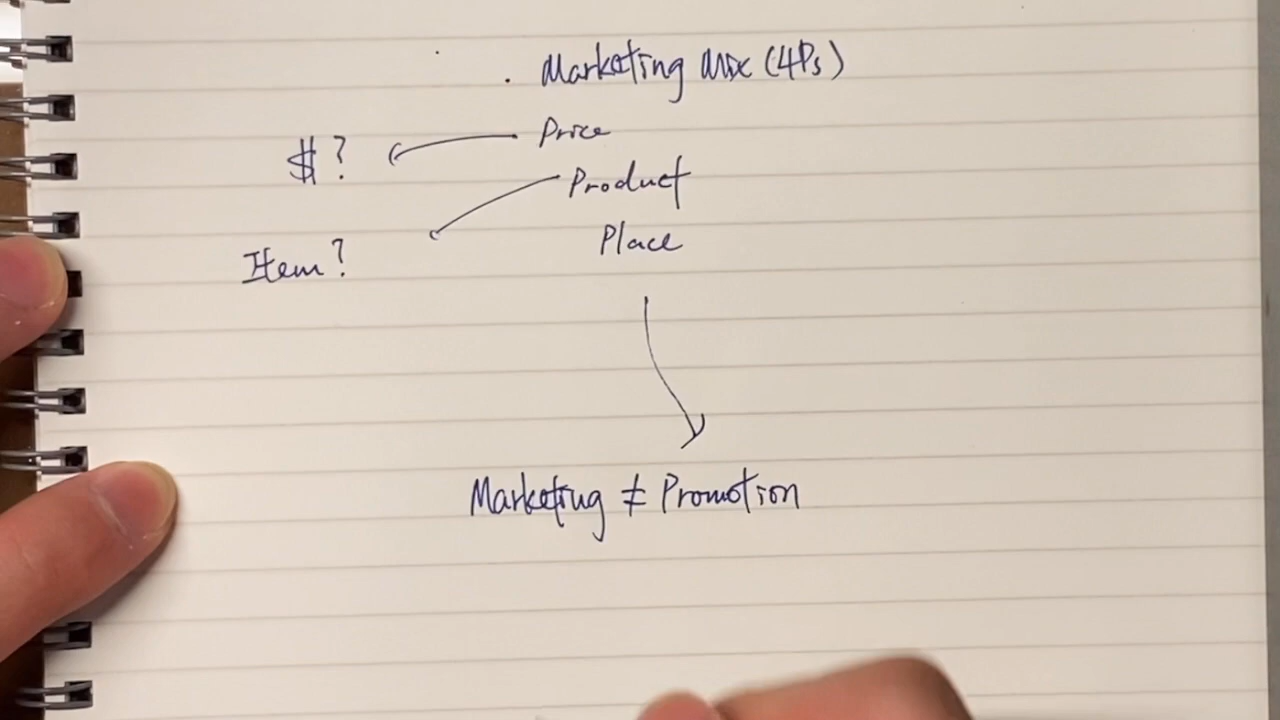 Marketing Mix (4Ps)
$? Price
Product
Place
Item?
Marketing ≠ Promotion